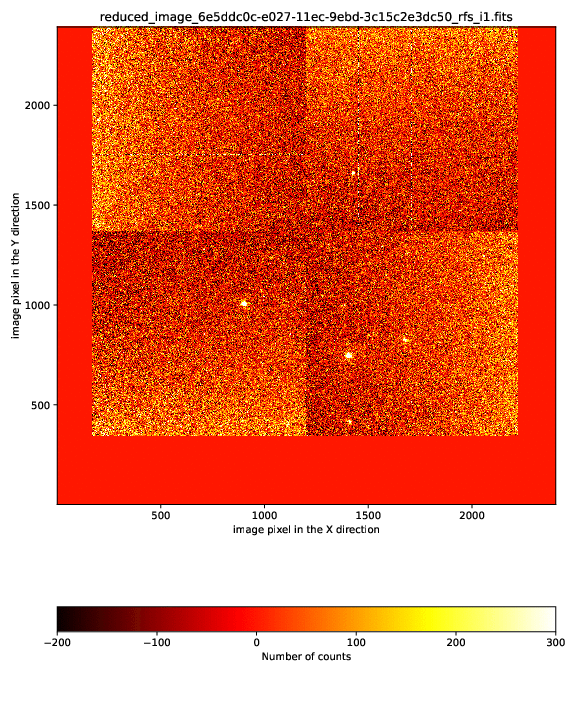 reduced_image_6e5ddc0c-e027-11ec-9ebd-3c15c2e3dc50_rfs_i1.fits
2000
1500
1000
500
image pixel in the Y direction
500 1000 1500 2000
image pixel in the X direction
−200 −100 0 100 200 300
Number of counts